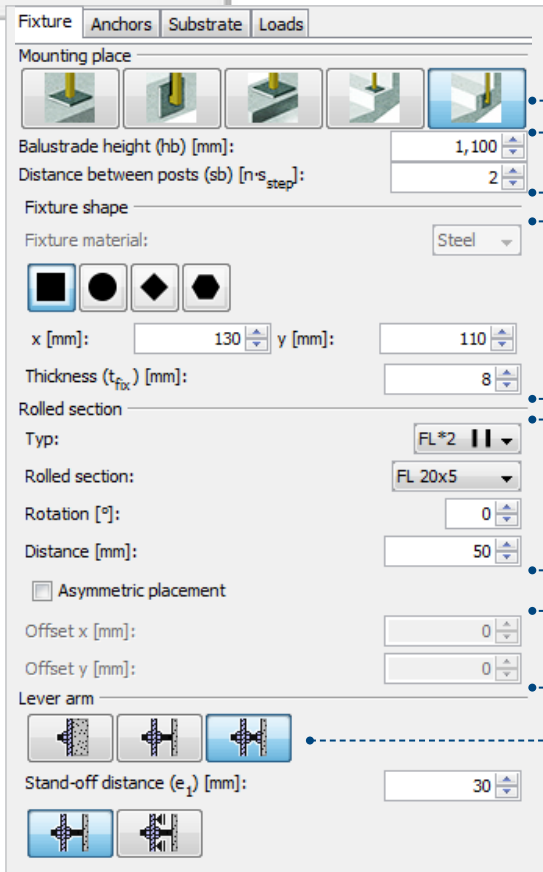 Fixture Anchors Substrate Loads
Mounting place
Balustrade height (hb) [mm]: 1,100
Distance between posts (sb) [n·s_step]: 2
Fixture shape
Fixture material: Steel
x [mm]: 130 y [mm]: 110
Thickness (t_fix) [mm]: 8
Rolled section
Typ: FL*2
Rolled section: FL 20x5
Rotation [°]: 0
Distance [mm]: 50
Asymmetric placement
Offset x [mm]: 0
Offset y [mm]: 0
Lever arm
Stand-off distance (e_1) [mm]: 30